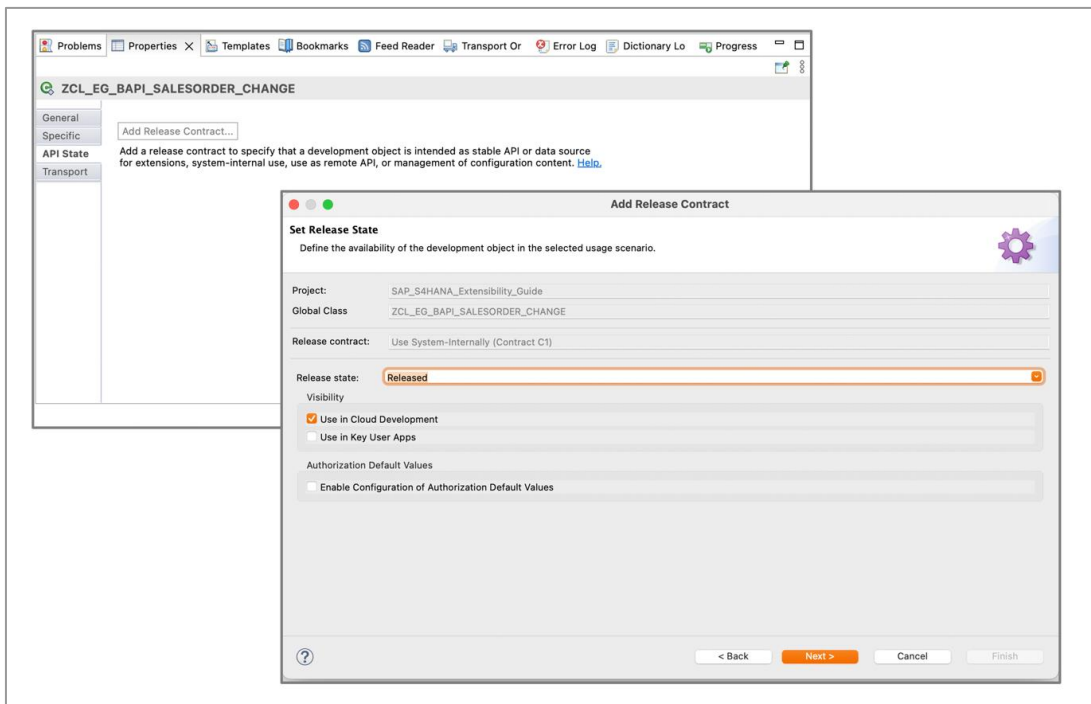 Problems Properties Templates Bookmarks Feed Reader Transport Or Error Log Dictionary Lo Progress
ZCL_EG_BAPI_SALESORDER_CHANGE
General
Specific
API State
Transport
Add Release Contract...
Add a release contract to specify that a development object is intended as stable API or data source
for extensions, system-internal use, use as remote API, or management of configuration content. Help.
Add Release Contract
Set Release State
Define the availability of the development object in the selected usage scenario.
Project: SAP_S4HANA_Extensibility_Guide
Global Class ZCL_EG_BAPI_SALESORDER_CHANGE
Release contract: Use System-Internally (Contract C1)
Release state: Released
Visibility
Use in Cloud Development
Use in Key User Apps
Authorization Default Values
Enable Configuration of Authorization Default Values
? < Back Next > Cancel Finish